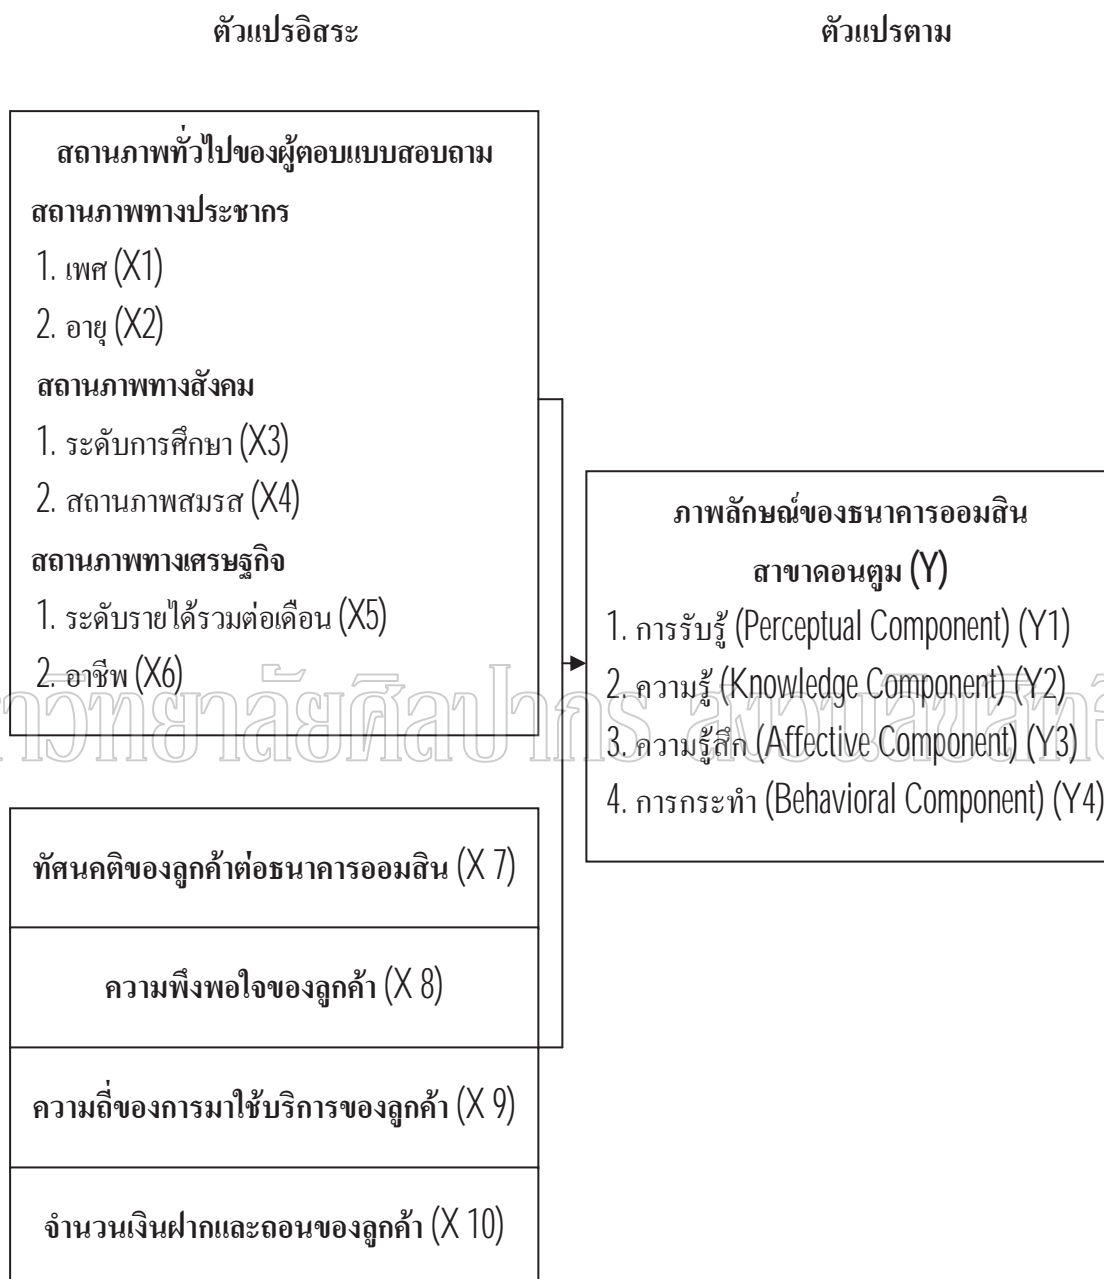 ตัวแปรอิสระ
ตัวแปรตาม
สถานภาพทั่วไปของผู้ตอบแบบสอบถาม
สถานภาพทางประชากร
1. เพศ (X1)
2. อายุ (X2)
สถานภาพทางสังคม
1. ระดับการศึกษา (X3)
2. สถานภาพสมรส (X4)
สถานภาพทางเศรษฐกิจ
1. ระดับรายได้รวมต่อเดือน (X5)
2. อาชีพ (X6)
ทัศนคติของลูกค้าต่อธนาคารออมสิน (X 7)
ความพึงพอใจของลูกค้า (X 8)
ความถี่ของการมาใช้บริการของลูกค้า (X 9)
จำนวนเงินฝากและถอนของลูกค้า (X 10)
ภาพลักษณ์ของธนาคารออมสิน
สาขาดอนตูม (Y)
1. การรับรู้ (Perceptual Component) (Y1)
2. ความรู้ (Knowledge Component) (Y2)
3. ความรู้สึก (Affective Component) (Y3)
4. การกระทำ (Behavioral Component) (Y4)